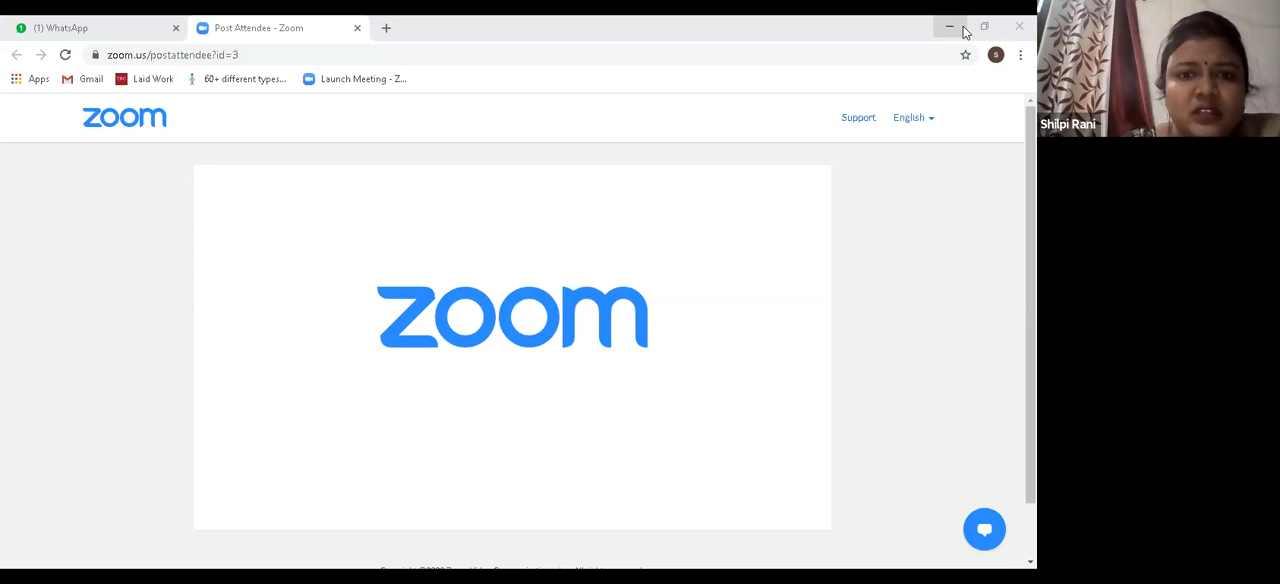 (1) WhatsApp
Post Attendee - Zoom
zoom.us/postattendee?id=3
S
Apps
Gmail
TPC
Laid Work
60+ different types...
Launch Meeting - Z...
zoom
Support
English
zoom
Shilpi Rani